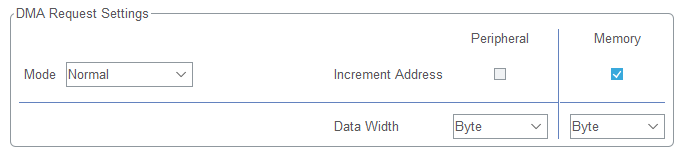 DMA Request Settings
Peripheral Memory
Mode Normal Increment Address
Data Width Byte Byte